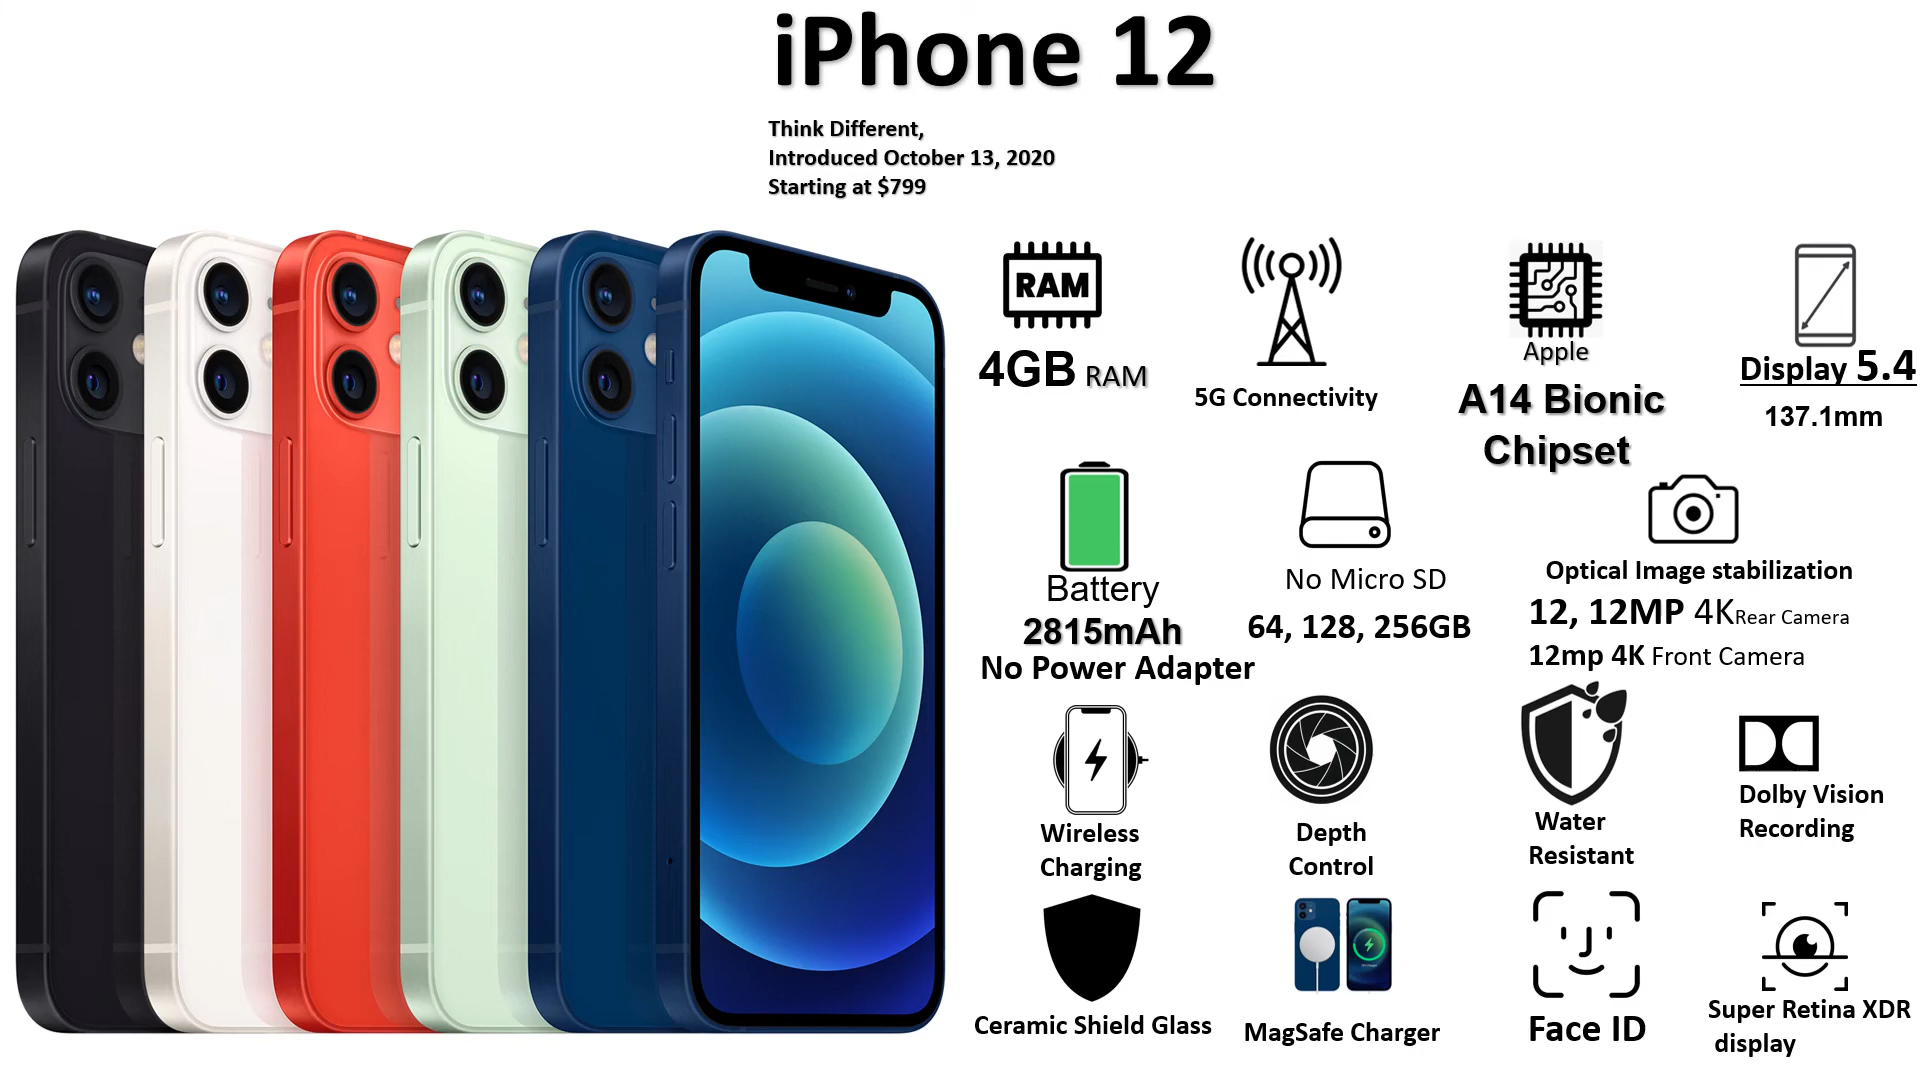 iPhone 12
Think Different,
Introduced October 13, 2020
Starting at $799
RAM
4GB RAM
5G Connectivity
Apple
A14 Bionic
Chipset
Display 5.4
137.1mm
Battery
2815mAh
No Power Adapter
No Micro SD
64, 128, 256GB
Optical Image stabilization
12, 12MP 4K Rear Camera
12mp 4K Front Camera
Wireless
Charging
Depth
Control
Water
Resistant
Dolby Vision
Recording
Ceramic Shield Glass
MagSafe Charger
Face ID
Super Retina XDR
display